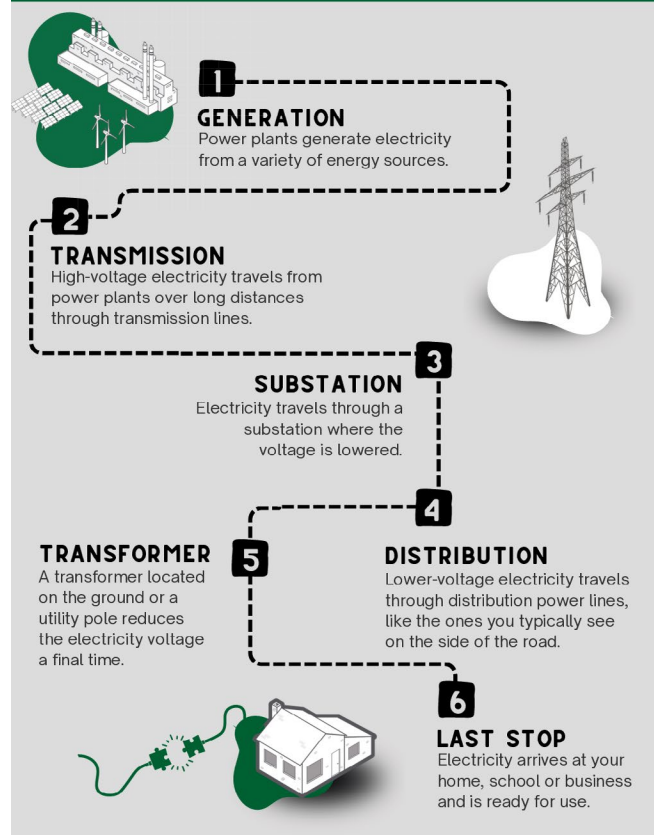 1
GENERATION
Power plants generate electricity
from a variety of energy sources.
2
TRANSMISSION
High-voltage electricity travels from
power plants over long distances
through transmission lines.
3
SUBSTATION
Electricity travels through a
substation where the
voltage is lowered.
4
DISTRIBUTION
Lower-voltage electricity travels
through distribution power lines,
like the ones you typically see
on the side of the road.
5
TRANSFORMER
A transformer located
on the ground or a
utility pole reduces
the electricity voltage
a final time.
6
LAST STOP
Electricity arrives at your
home, school or business
and is ready for use.